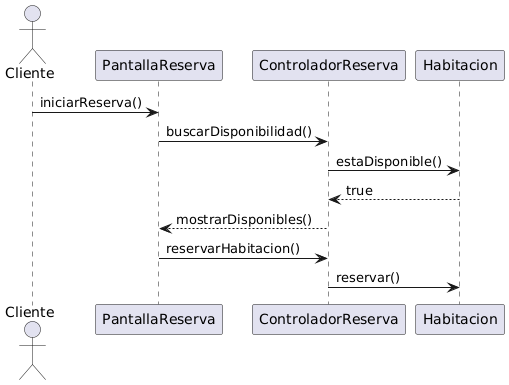 Cliente
PantallaReserva
ControladorReserva
Habitacion
iniciarReserva()
buscarDisponibilidad()
estaDisponible()
true
mostrarDisponibles()
reservarHabitacion()
reservar()
Cliente
PantallaReserva
ControladorReserva
Habitacion